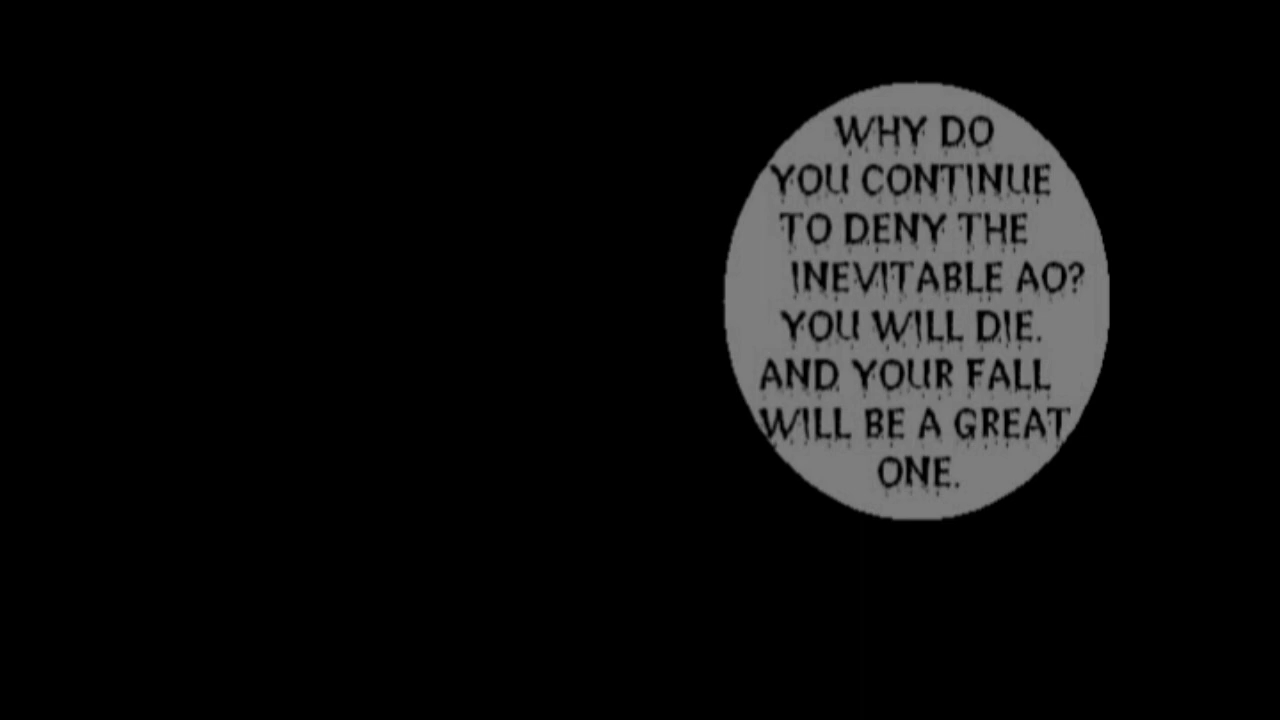 WHY DO
YOU CONTINUE
TO DENY THE
INEVITABLE AO?
YOU WILL DIE.
AND YOUR FALL
WILL BE A GREAT
ONE.